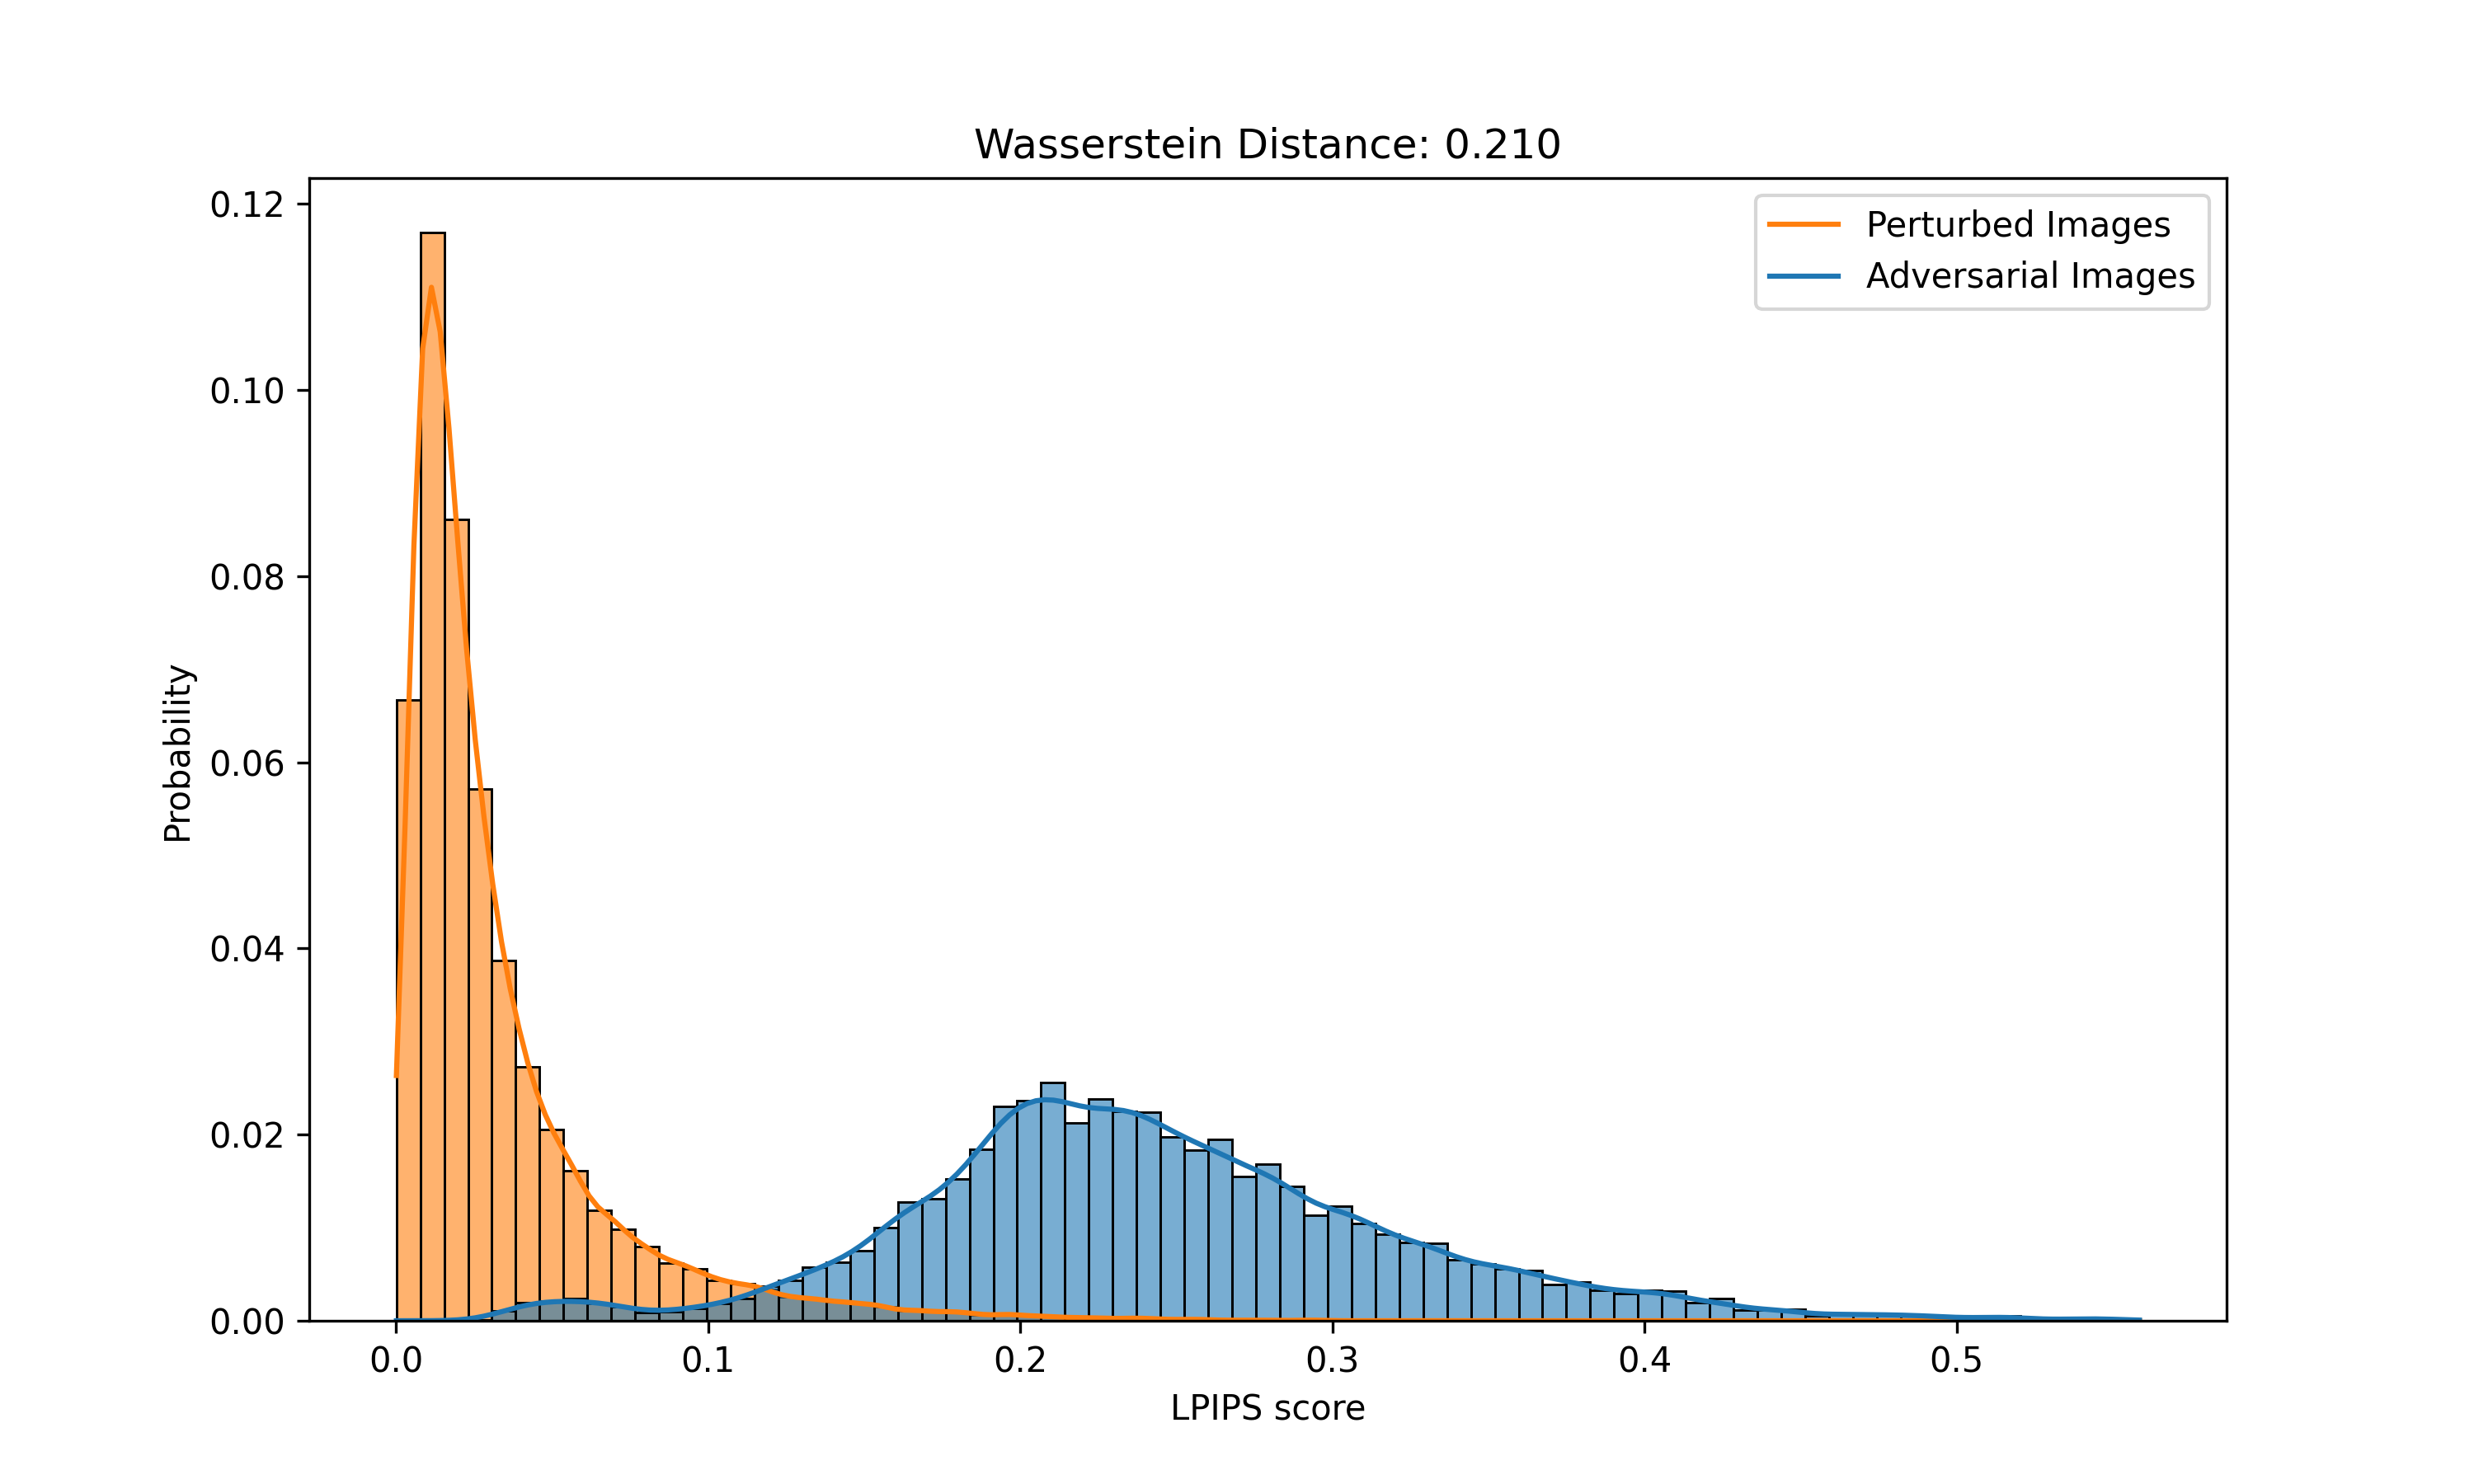 Wasserstein Distance: 0.210
Perturbed Images
Adversarial Images
0.12
0.10
0.08
0.06
0.04
0.02
0.00
Probability
0.0 0.1 0.2 0.3 0.4 0.5
LPIPS score